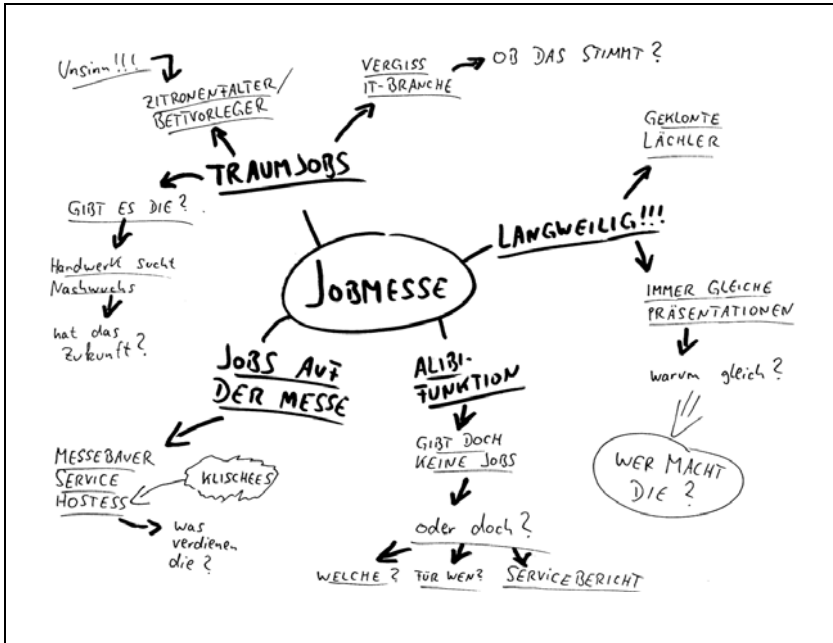 Unsinn!!!
ZITRONENFALTER/
BETTVORLEGER
VERGISS
IT-BRANCHE
OB DAS STIMMT?
TRAUMJOBS
GIBT ES DIE?
Handwerk sucht
Nachwuchs
hat das
Zukunft?
GEKLONTE
LÄCHLER
LANGWEILIG!!!
IMMER GLEICHE
PRÄSENTATIONEN
warum gleich?
WER MACHT
DIE?
JOBMESSE
JOBS AUF
DER MESSE
MESSEBAUER
SERVICE
HOSTESS
KLISCHEES
was
verdienen
die?
ALIBI-
FUNKTION
GIBT DOCH
KEINE JOBS
oder doch?
WELCHE?
FÜR WEN?
SERVICEBERICHT